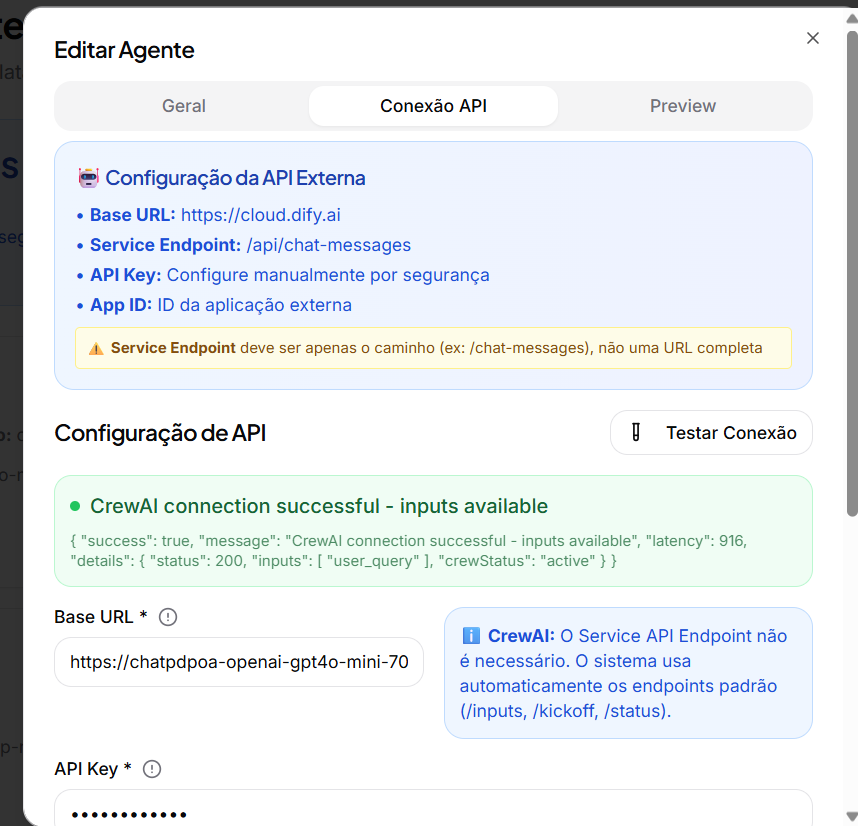 Editar Agente
Geral
Conexão API
Preview
Configuração da API Externa
• Base URL: https://cloud.dify.ai
• Service Endpoint: /api/chat-messages
• API Key: Configure manualmente por segurança
• App ID: ID da aplicação externa
Service Endpoint deve ser apenas o caminho (ex: /chat-messages), não uma URL completa
Configuração de API
Testar Conexão
CrewAI connection successful - inputs available
{ "success": true, "message": "CrewAI connection successful - inputs available", "latency": 916,
"details": { "status": 200, "inputs": [ "user_query" ], "crewStatus": "active" } }
Base URL *
https://chatpdpoa-openai-gpt4o-mini-70
CrewAI: O Service API Endpoint não
é necessário. O sistema usa
automaticamente os endpoints padrão
(/inputs, /kickoff, /status).
API Key *
••••••••••••